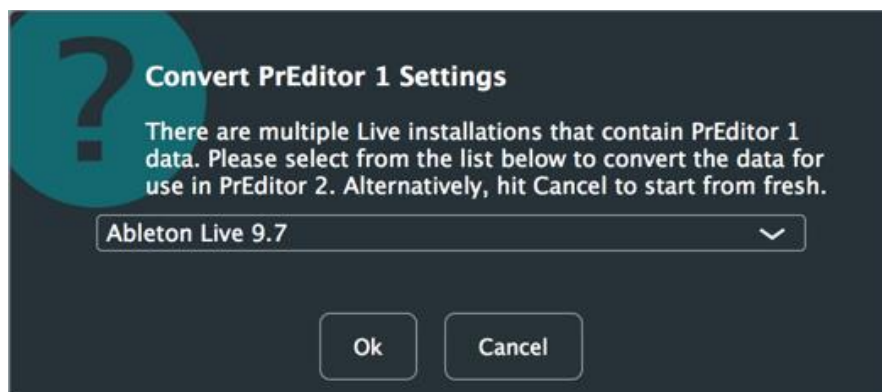 ?
Convert PrEditor 1 Settings
There are multiple Live installations that contain PrEditor 1
data. Please select from the list below to convert the data for
use in PrEditor 2. Alternatively, hit Cancel to start from fresh.
Ableton Live 9.7
Ok Cancel